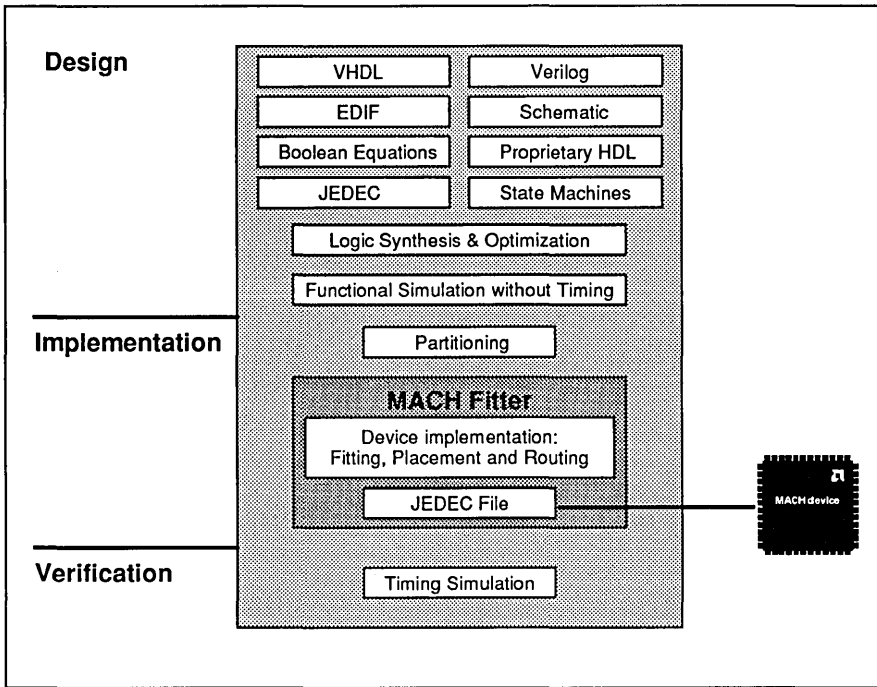 Design
VHDL
Verilog
EDIF
Schematic
Boolean Equations
Proprietary HDL
JEDEC
State Machines
Logic Synthesis & Optimization
Functional Simulation without Timing
Implementation
Partitioning
MACH Fitter
Device implementation:
Fitting, Placement and Routing
JEDEC File
MACH device
Verification
Timing Simulation